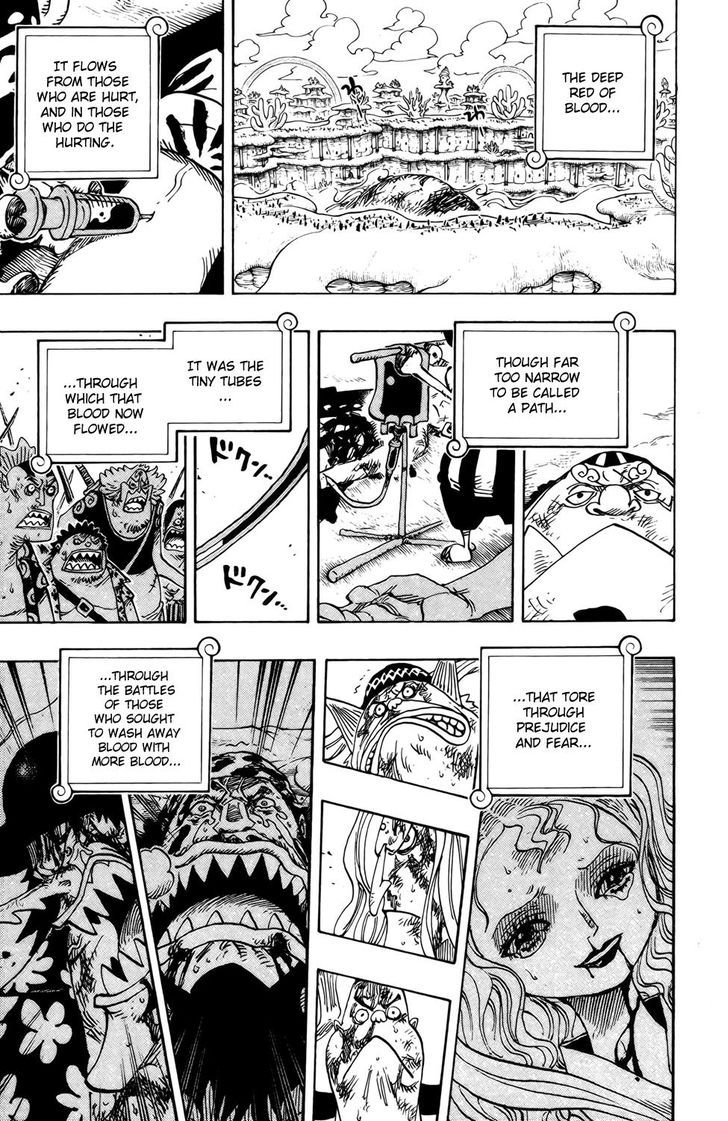 THE DEEP
RED OF
BLOOD...
IT FLOWS
FROM THOSE
WHO ARE HURT,
AND IN THOSE
WHO DO THE
HURTING.
THOUGH FAR
TOO NARROW
TO BE CALLED
A PATH...
IT WAS THE
TINY TUBES
...
...THROUGH
WHICH THAT
BLOOD NOW
FLOWED...
ドクン...
ドクン...
...THAT TORE
THROUGH
PREJUDICE
AND FEAR...
...THROUGH
THE BATTLES
OF THOSE
WHO SOUGHT
TO WASH AWAY
BLOOD WITH
MORE BLOOD...